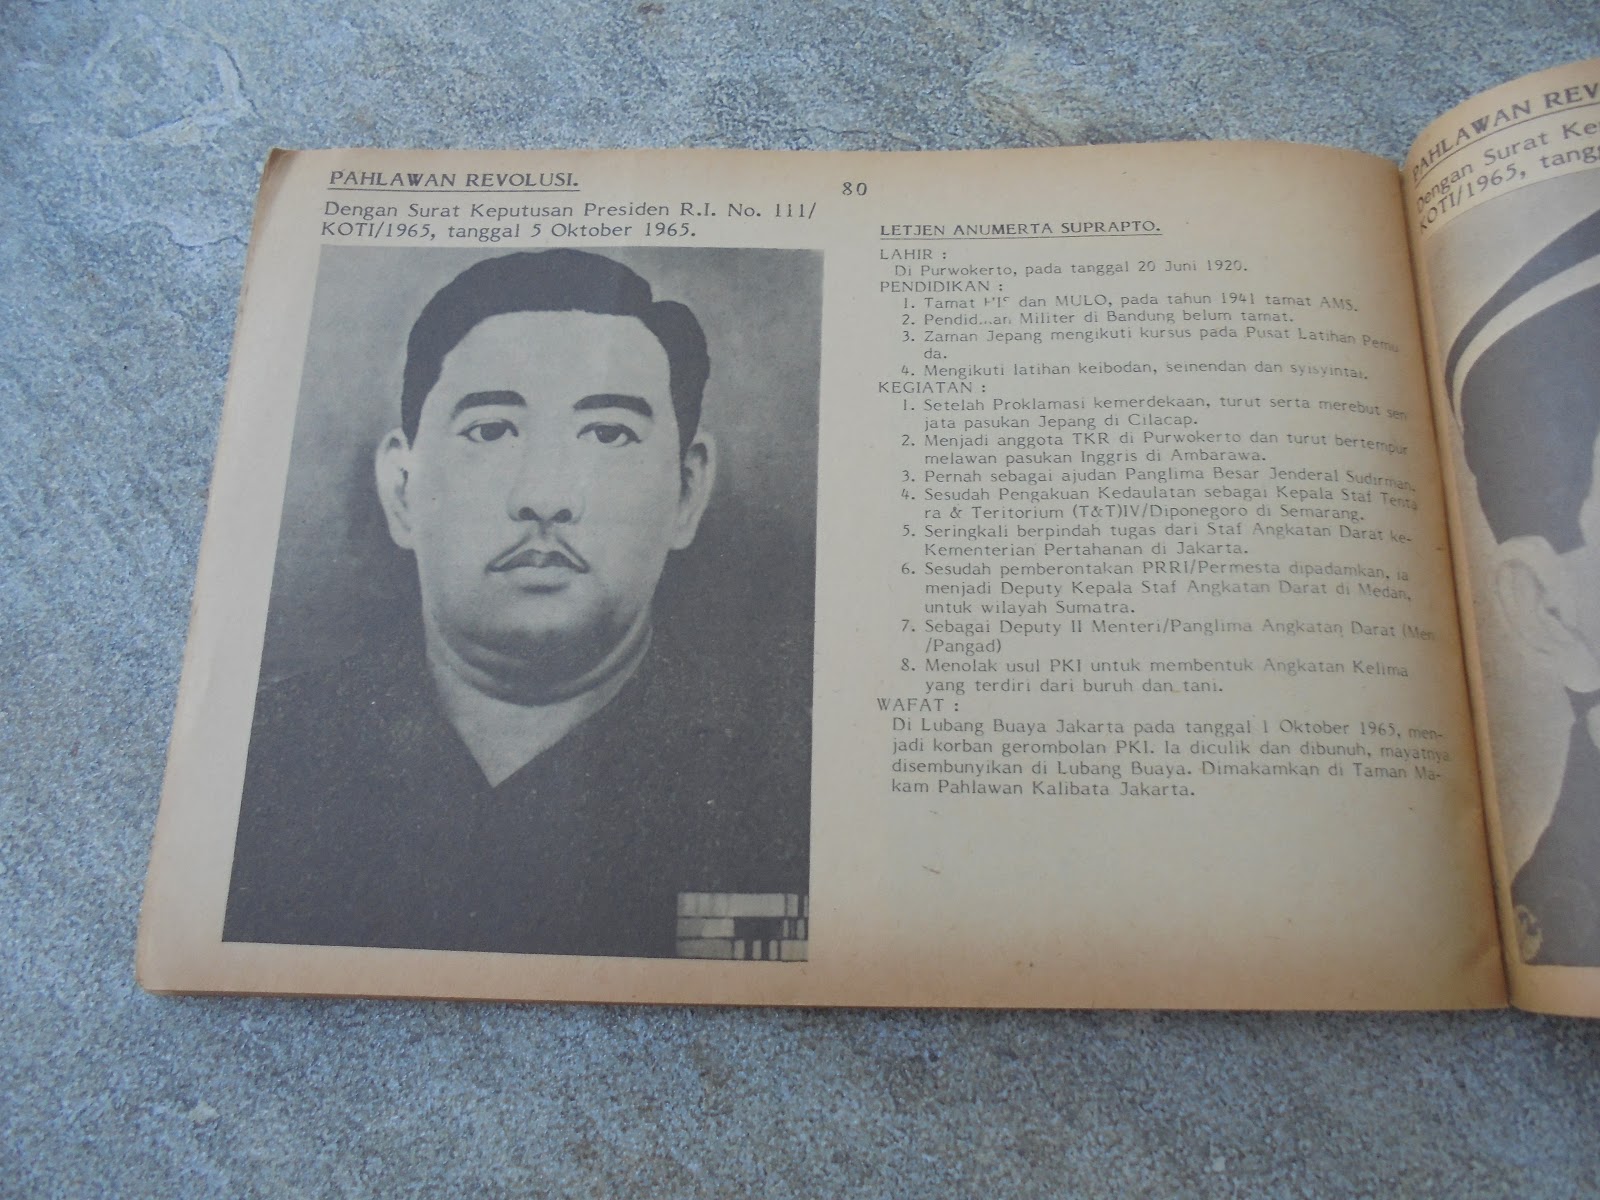 PAHLAWAN REVOLUSI.
Dengan Surat Keputusan Presiden R.I. No. 111/
KOTI/1965, tanggal 5 Oktober 1965.
80
LETJEN ANUMERTA SUPRAPTO.
LAHIR :
Di Purwokerto, pada tanggal 20 Juni 1920.
PENDIDIKAN :
1. Tamat HIS dan MULO, pada tahun 1941 tamat AMS.
2. Pendid...an Militer di Bandung belum tamat.
3. Zaman Jepang mengikuti kursus pada Pusat Latihan Pemu
da.
4. Mengikuti latihan keibodan, seinendan dan syisyintai.
KEGIATAN :
1. Setelah Proklamasi kemerdekaan, turut serta merebut sen
jata pasukan Jepang di Cilacap.
2. Menjadi anggota TKR di Purwokerto dan turut bertempur
melawan pasukan Inggris di Ambarawa.
3. Pernah sebagai ajudan Panglima Besar Jenderal Sudirman.
4. Sesudah Pengakuan Kedaulatan sebagai Kepala Staf Tenta
ra & Teritorium (T&T)IV/Diponegoro di Semarang.
5. Seringkali berpindah tugas dari Staf Angkatan Darat ke-
Kementerian Pertahanan di Jakarta.
6. Sesudah pemberontakan PRRI/Permesta dipadamkan, ia
menjadi Deputy Kepala Staf Angkatan Darat di Medan,
untuk wilayah Sumatra.
7. Sebagai Deputy II Menteri/Panglima Angkatan Darat (Men
/Pangad)
8. Menolak usul PKI untuk membentuk Angkatan Kelima
yang terdiri dari buruh dan tani.
WAFAT :
Di Lubang Buaya Jakarta pada tanggal 1 Oktober 1965, men-
jadi korban gerombolan PKI. Ia diculik dan dibunuh, mayatnya
disembunyikan di Lubang Buaya. Dimakamkan di Taman Ma-
kam Pahlawan Kalibata Jakarta.
PAHLAWAN REV
Dengan Surat Ke
KOTI/1965, tang